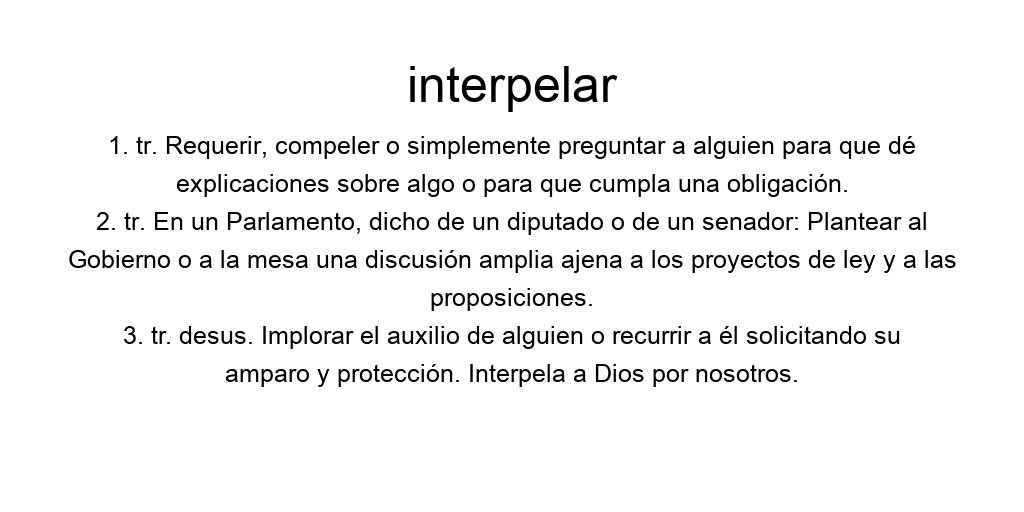 interpelar
1. tr. Requerir, compeler o simplemente preguntar a alguien para que dé
explicaciones sobre algo o para que cumpla una obligación.
2. tr. En un Parlamento, dicho de un diputado o de un senador: Plantear al
Gobierno o a la mesa una discusión amplia ajena a los proyectos de ley y a las
proposiciones.
3. tr. desus. Implorar el auxilio de alguien o recurrir a él solicitando su
amparo y protección. Interpela a Dios por nosotros.